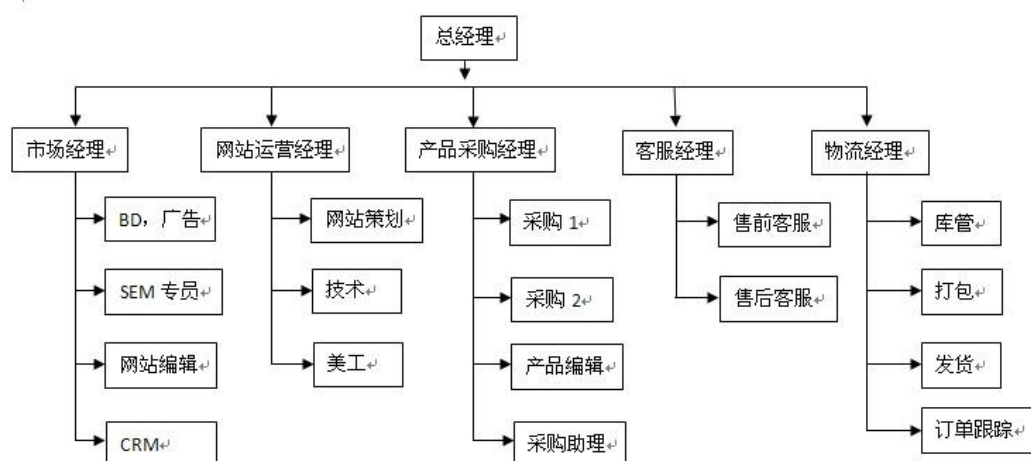 总经理
市场经理
网站运营经理
产品采购经理
客服经理
物流经理
BD，广告
网站策划
采购 1
售前客服
库管
SEM 专员
技术
采购 2
售后客服
打包
网站编辑
美工
产品编辑
发货
CRM
采购助理
订单跟踪